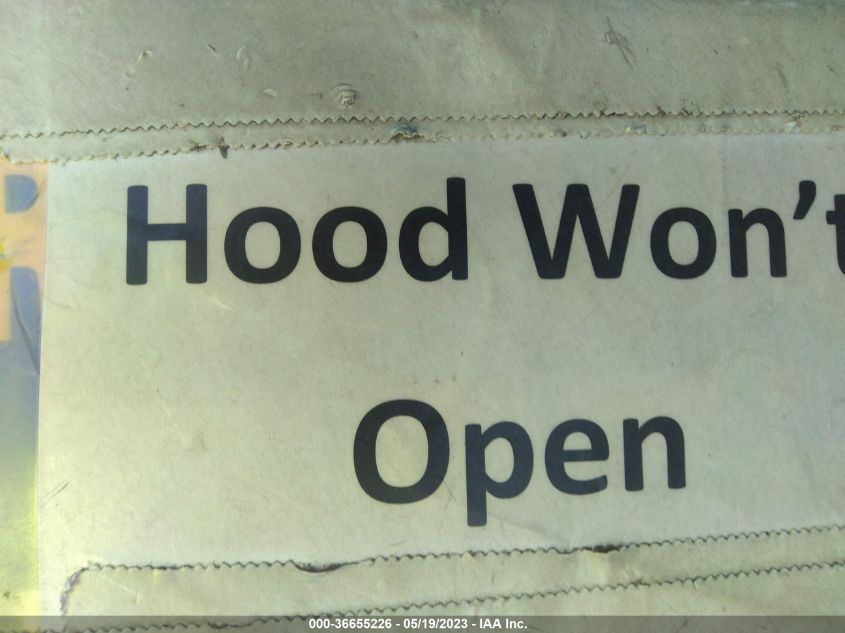 Hood Won't
Open
000-36655226 - 05/19/2023 - IAA Inc.